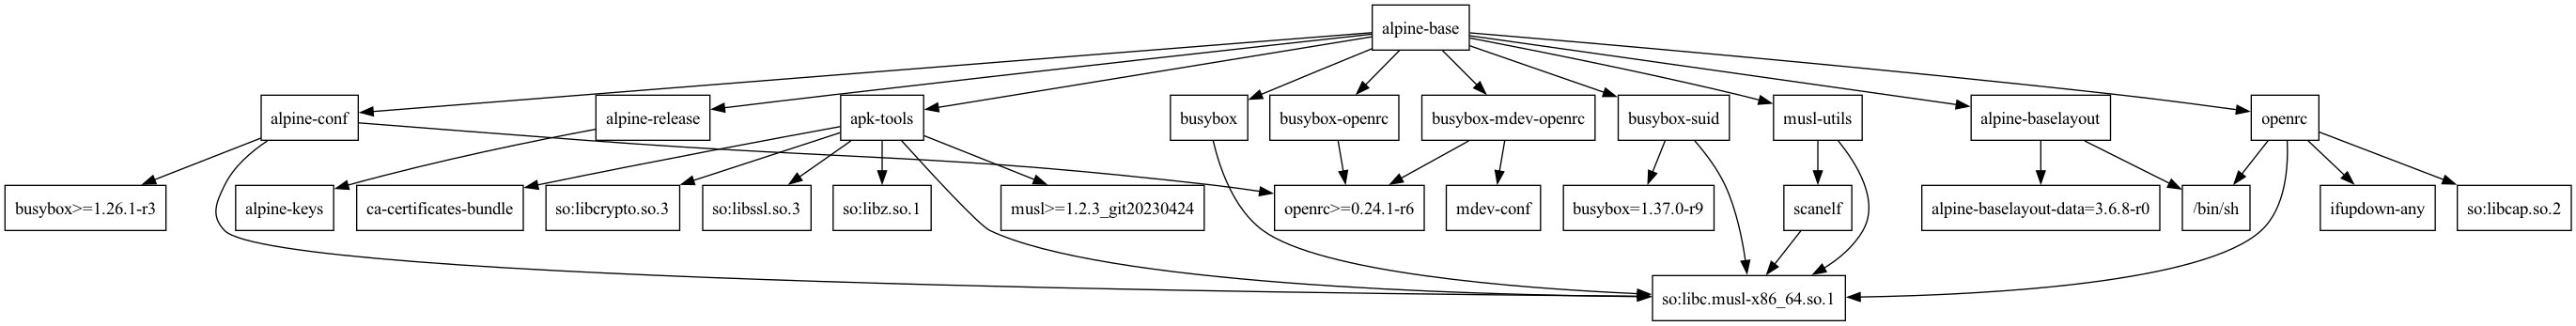 alpine-base
alpine-conf
alpine-release
apk-tools
busybox
busybox-openrc
busybox-mdev-openrc
busybox-suid
musl-utils
alpine-baselayout
openrc
busybox>=1.26.1-r3
alpine-keys
ca-certificates-bundle
so:libcrypto.so.3
so:libssl.so.3
so:libz.so.1
musl>=1.2.3_git20230424
openrc>=0.24.1-r6
mdev-conf
busybox=1.37.0-r9
scanelf
alpine-baselayout-data=3.6.8-r0
/bin/sh
ifupdown-any
so:libcap.so.2
so:libc.musl-x86_64.so.1